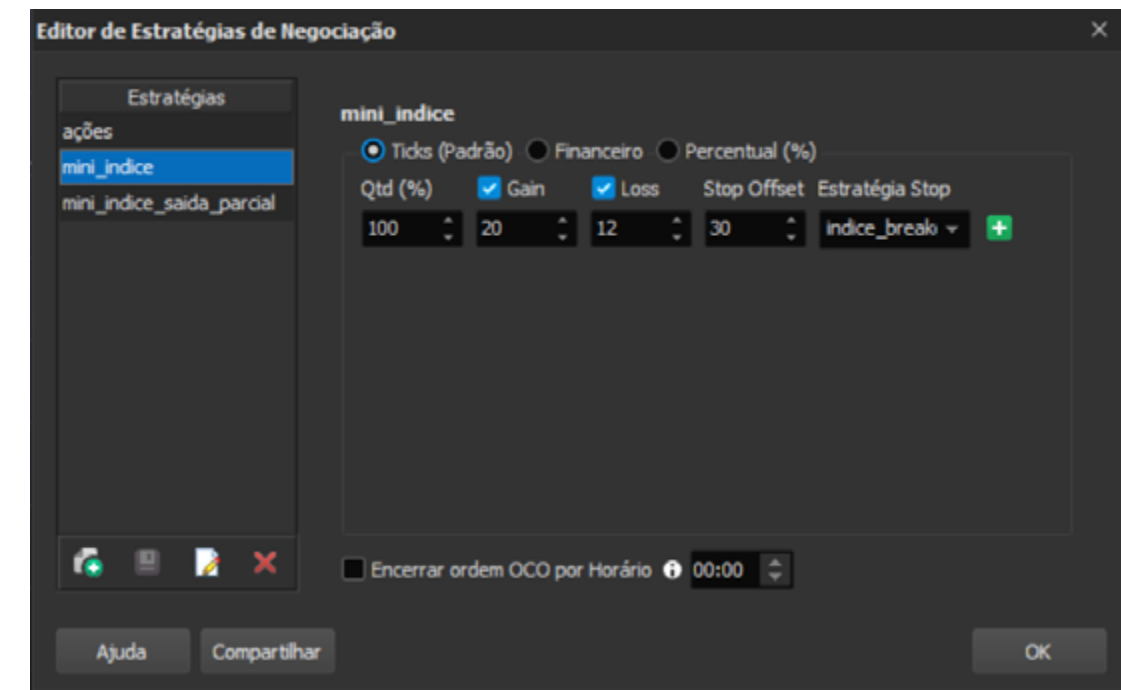 Editor de Estratégias de Negociação
Estratégias
ações
mini_indice
mini_indice_saida_parcial
mini_indice
Ticks (Padrão) Financeiro Percentual (%)
Qtd (%) Gain Loss Stop Offset Estratégia Stop
100 20 12 30 indice_break
Encerrar ordem OCO por Horário 00:00
Ajuda Compartilhar OK